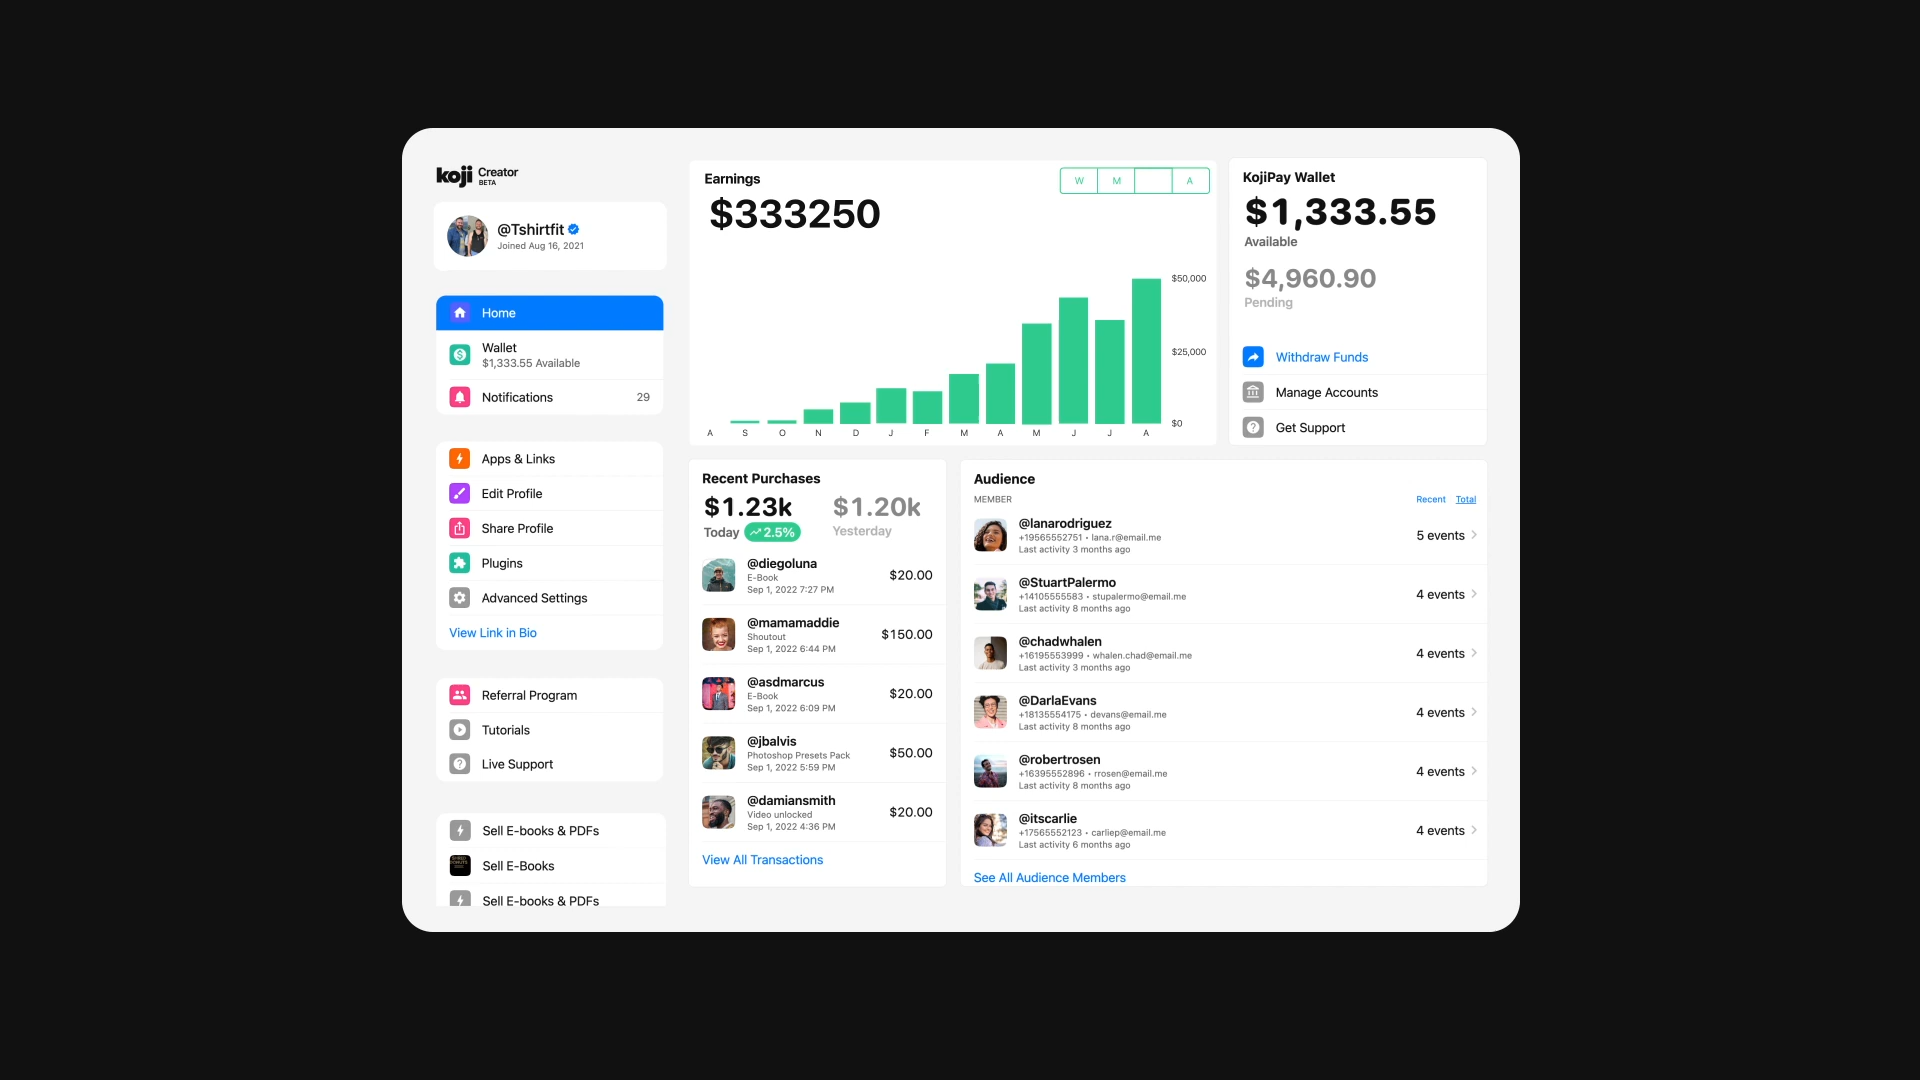 koji Creator
BETA
@Tshirtfit
Joined Aug 16, 2021
Home
Wallet
$1,333.55 Available
Notifications 29
Apps & Links
Edit Profile
Share Profile
Plugins
Advanced Settings
View Link in Bio
Referral Program
Tutorials
Live Support
Sell E-books & PDFs
Sell E-Books
Sell E-books & PDFs
Earnings
W M A
$333250
$50,000
$25,000
$0
A S O N D J F M A M J J A
KojiPay Wallet
$1,333.55
Available
$4,960.90
Pending
Withdraw Funds
Manage Accounts
Get Support
Recent Purchases
$1.23k $1.20k
Today 2.5% Yesterday
@diegoluna
E-Book
Sep 1, 2022 7:27 PM
$20.00
@mamamaddie
Shoutout
Sep 1, 2022 6:44 PM
$150.00
@asdmarcus
E-Book
Sep 1, 2022 6:09 PM
$20.00
@jbalvis
Photoshop Presets Pack
Sep 1, 2022 5:59 PM
$50.00
@damiansmith
Video unlocked
Sep 1, 2022 4:36 PM
$20.00
View All Transactions
Audience
MEMBER Recent Total
@lanarodriguez
+19565552751 • lana.r@email.me
Last activity 3 months ago
5 events
@StuartPalermo
+14105555583 • stupalermo@email.me
Last activity 8 months ago
4 events
@chadwhalen
+16195553999 • whalen.chad@email.me
Last activity 3 months ago
4 events
@DarlaEvans
+18135554175 • devans@email.me
Last activity 8 months ago
4 events
@robertrosen
+16395552896 • rrosen@email.me
Last activity 8 months ago
4 events
@itscarlie
+17565552123 • carliep@email.me
Last activity 6 months ago
4 events
See All Audience Members